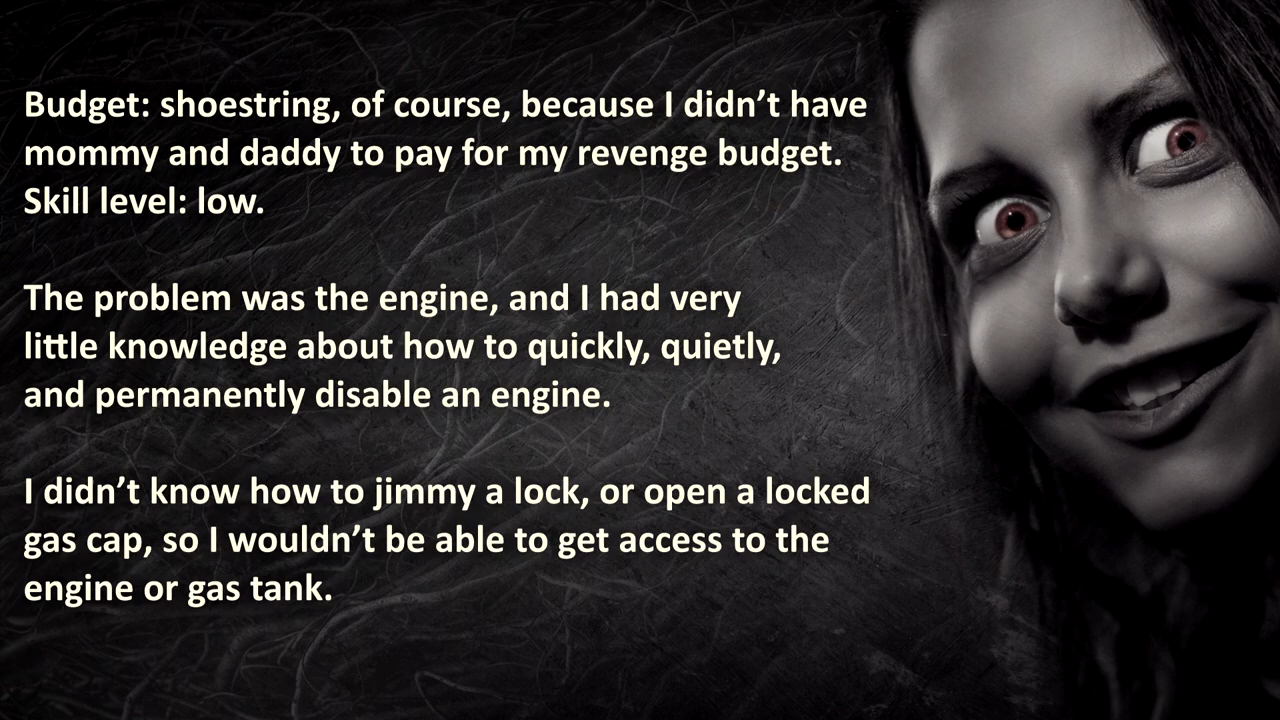 Budget: shoestring, of course, because I didn’t have
mommy and daddy to pay for my revenge budget.
Skill level: low.
The problem was the engine, and I had very
little knowledge about how to quickly, quietly,
and permanently disable an engine.
I didn’t know how to jimmy a lock, or open a locked
gas cap, so I wouldn’t be able to get access to the
engine or gas tank.